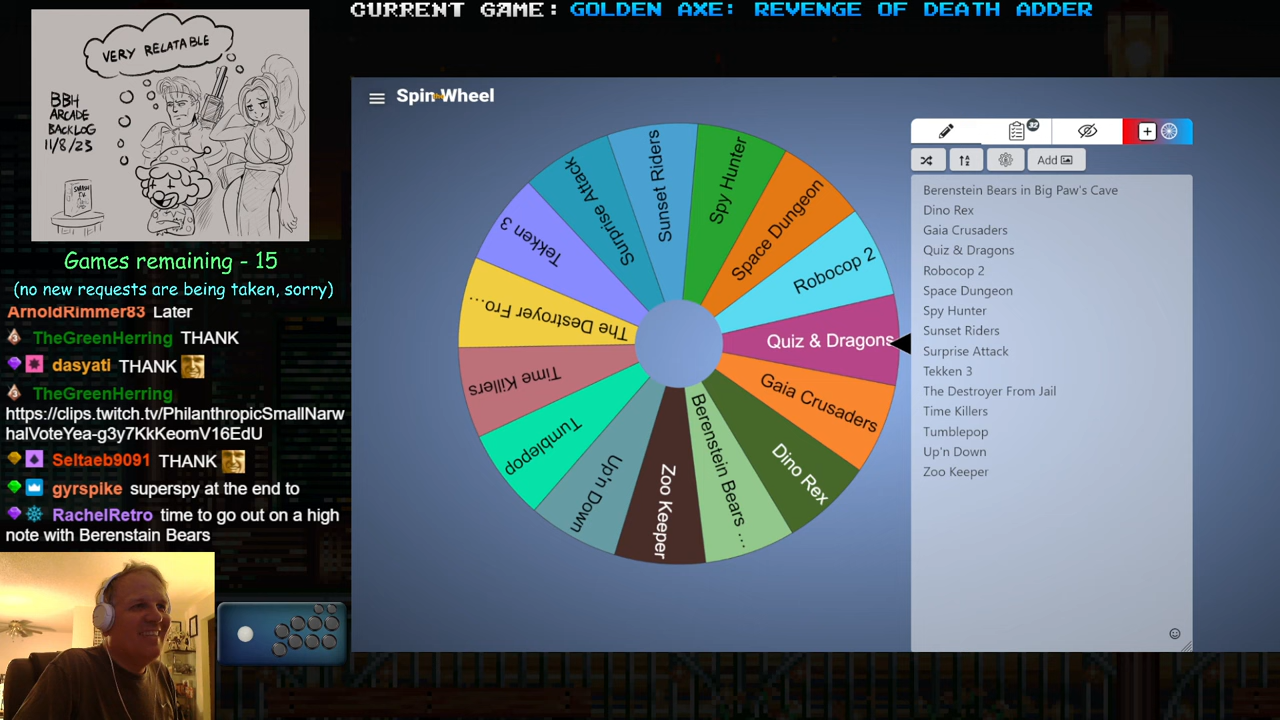 CURRENT GAME: GOLDEN AXE: REVENGE OF DEATH ADDER
VERY RELATABLE
BBH
ARCADE
BACKLOG
11/8/23
SMASH
TV
Games remaining - 15
(no new requests are being taken, sorry)
ArnoldRimmer83 Later
TheGreenHerring THANK
dasyati THANK
TheGreenHerring
https://clips.twitch.tv/PhilanthropicSmallNarw
halVoteYea-g3y7KkKeomV16EdU
Seltaeb9091 THANK
gyrspike superspy at the end to
RachelRetro time to go out on a high
note with Berenstain Bears
Spin the Wheel
Sunset Riders
Spy Hunter
Space Dungeon
Robocop 2
Quiz & Dragons
Gaia Crusaders
Dino Rex
Berenstein Bears ...
Zoo Keeper
Up'n Down
Tumblepop
Time Killers
The Destroyer Fro...
Tekken 3
Surprise Attack
32
Add
Berenstein Bears in Big Paw's Cave
Dino Rex
Gaia Crusaders
Quiz & Dragons
Robocop 2
Space Dungeon
Spy Hunter
Sunset Riders
Surprise Attack
Tekken 3
The Destroyer From Jail
Time Killers
Tumblepop
Up'n Down
Zoo Keeper